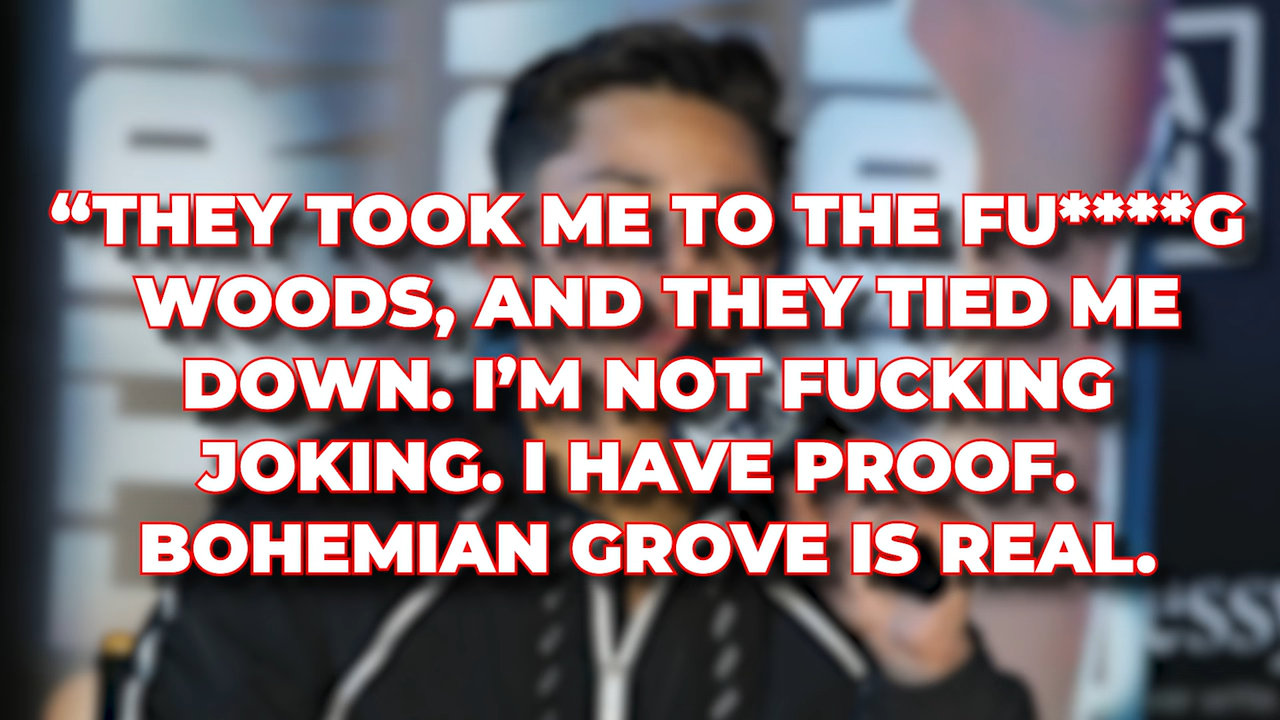 “THEY TOOK ME TO THE FU****G
WOODS, AND THEY TIED ME
DOWN. I’M NOT FUCKING
JOKING. I HAVE PROOF.
BOHEMIAN GROVE IS REAL.